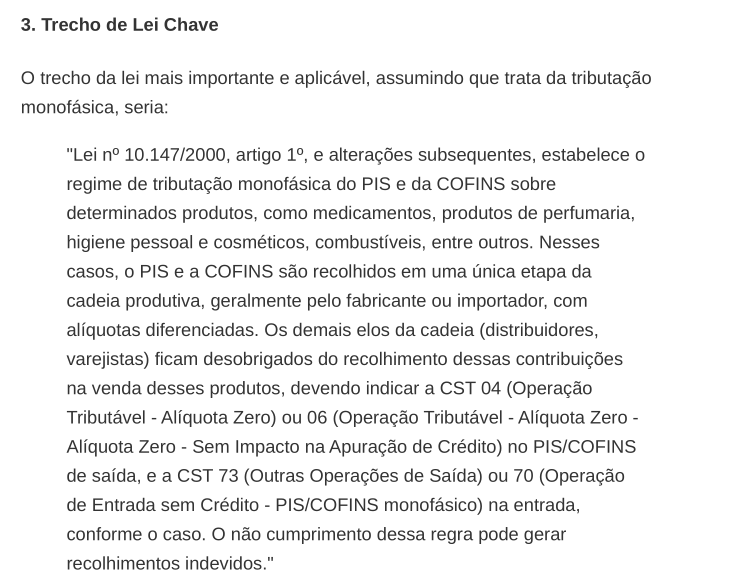 3. Trecho de Lei Chave
O trecho da lei mais importante e aplicável, assumindo que trata da tributação
monofásica, seria:
"Lei nº 10.147/2000, artigo 1º, e alterações subsequentes, estabelece o
regime de tributação monofásica do PIS e da COFINS sobre
determinados produtos, como medicamentos, produtos de perfumaria,
higiene pessoal e cosméticos, combustíveis, entre outros. Nesses
casos, o PIS e a COFINS são recolhidos em uma única etapa da
cadeia produtiva, geralmente pelo fabricante ou importador, com
alíquotas diferenciadas. Os demais elos da cadeia (distribuidores,
varejistas) ficam desobrigados do recolhimento dessas contribuições
na venda desses produtos, devendo indicar a CST 04 (Operação
Tributável - Alíquota Zero) ou 06 (Operação Tributável - Alíquota Zero -
Alíquota Zero - Sem Impacto na Apuração de Crédito) no PIS/COFINS
de saída, e a CST 73 (Outras Operações de Saída) ou 70 (Operação
de Entrada sem Crédito - PIS/COFINS monofásico) na entrada,
conforme o caso. O não cumprimento dessa regra pode gerar
recolhimentos indevidos."